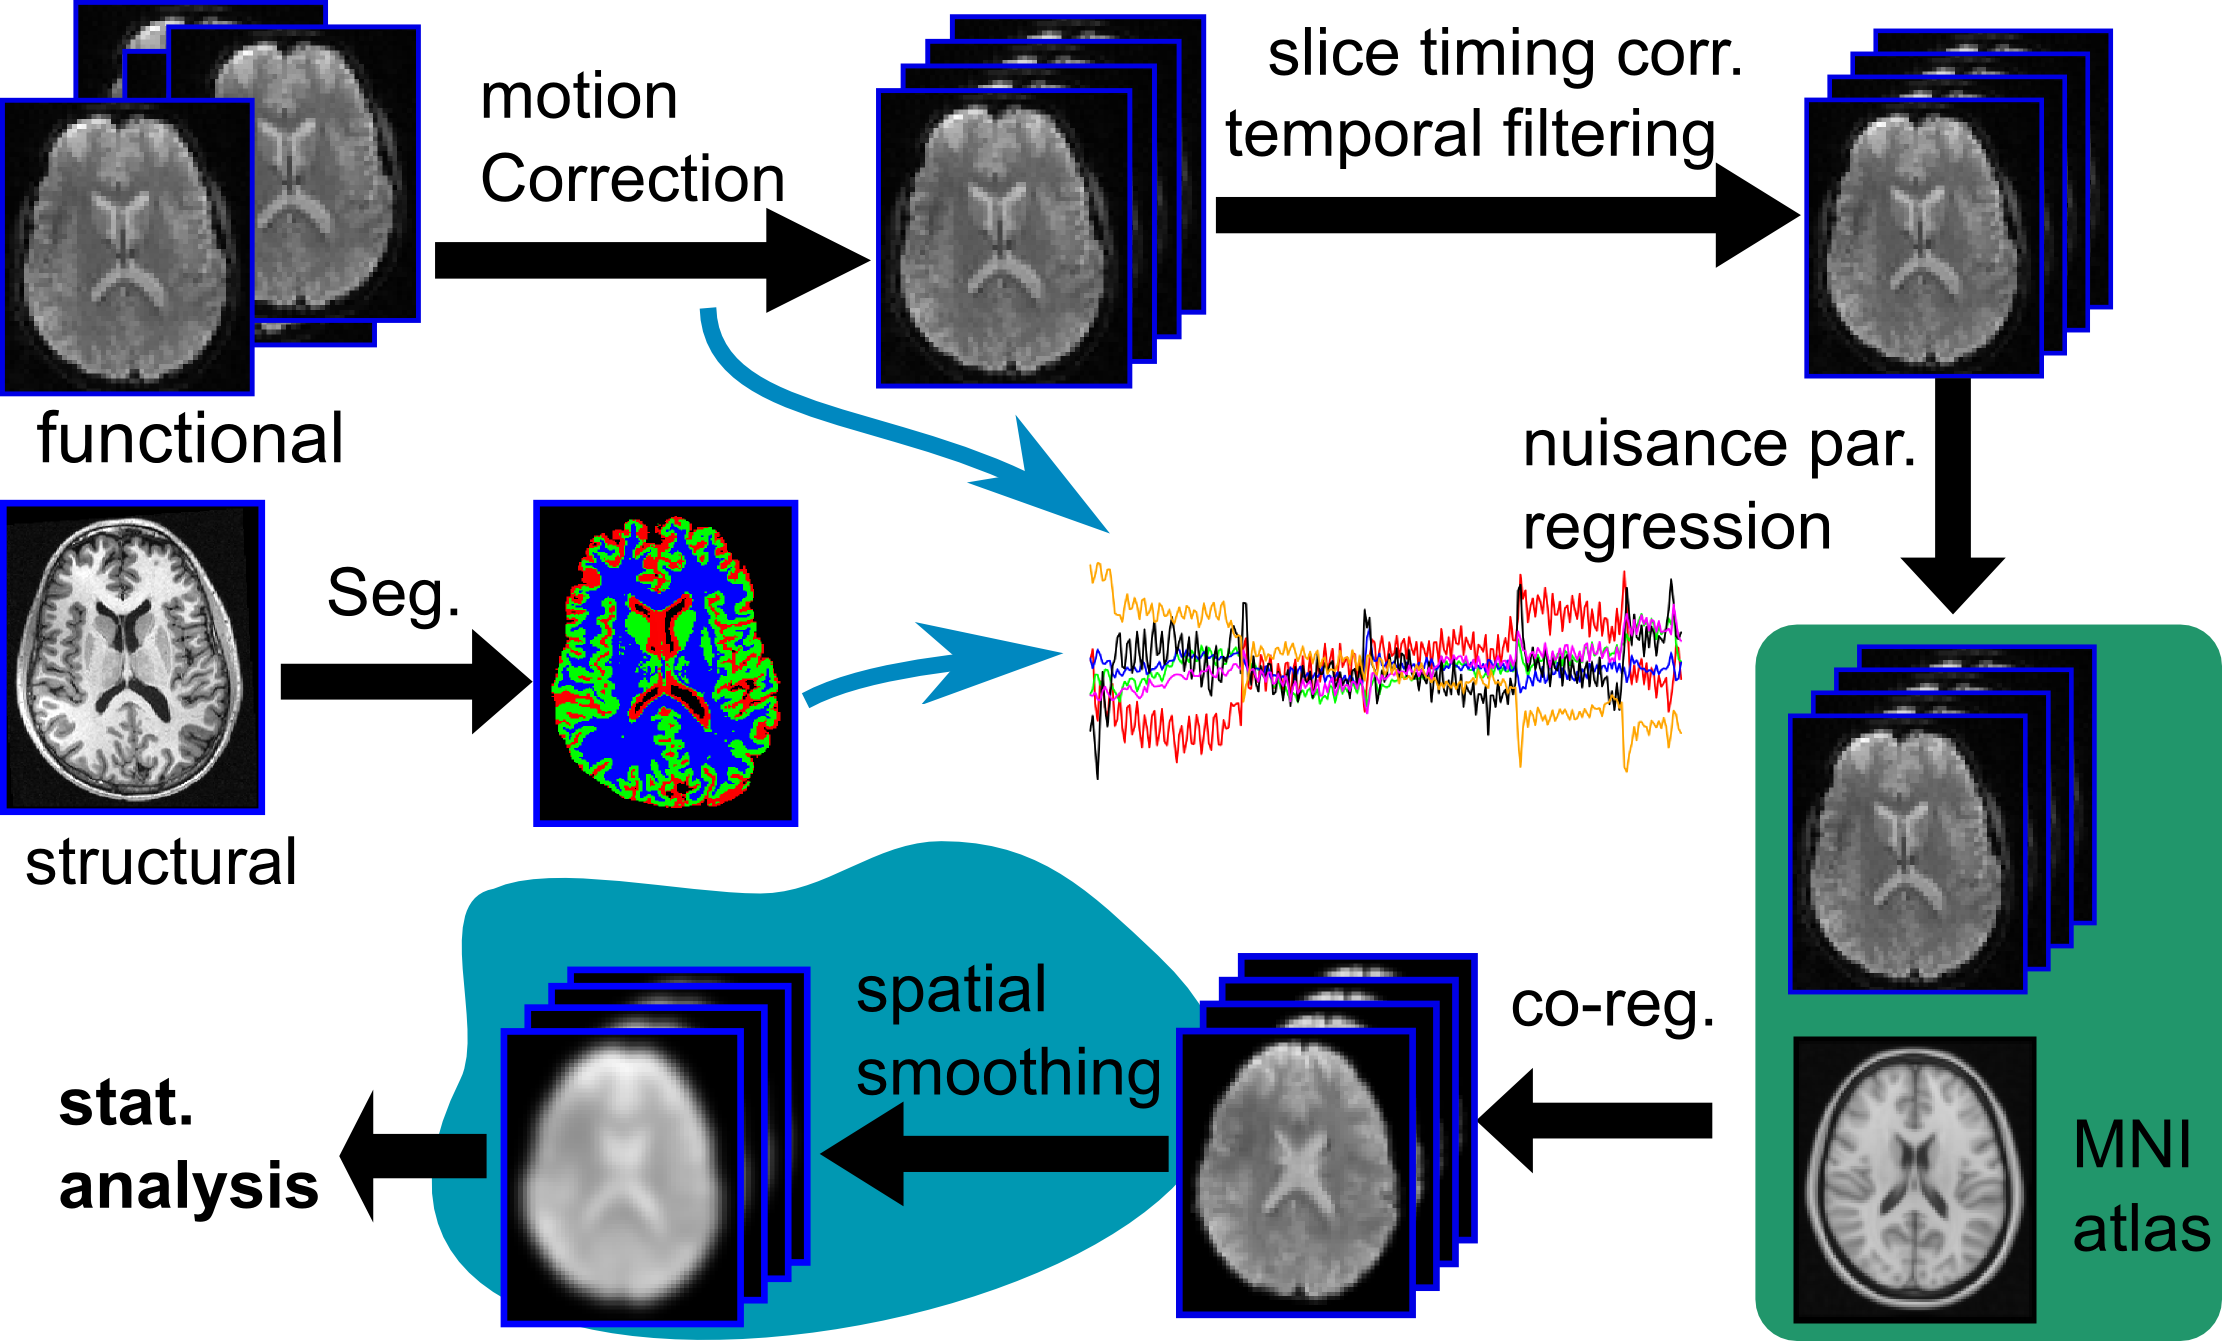 motion
Correction
slice timing corr.
temporal filtering
functional
nuisance par.
regression
Seg.
structural
spatial
smoothing
co-reg.
stat.
analysis
MNI
atlas